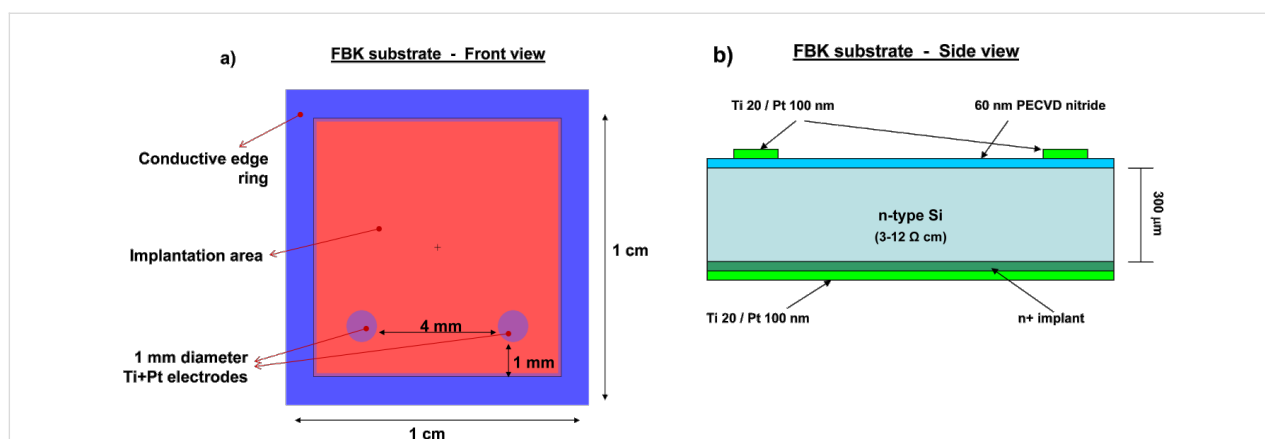 a)
FBK substrate - Front view
Conductive edge
ring
Implantation area
1 cm
4 mm
1 mm
1 mm diameter
Ti+Pt electrodes
1 cm
b)
FBK substrate - Side view
Ti 20 / Pt 100 nm
60 nm PECVD nitride
n-type Si
(3-12 Ω cm)
300 µm
Ti 20 / Pt 100 nm
n+ implant